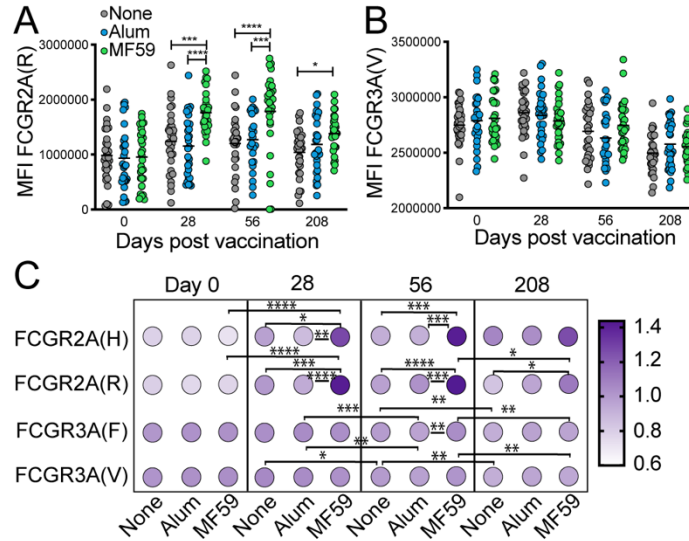 A
None
Alum
MF59
MFI FCGR2A(R)
3000000
2000000
1000000
0
*** **** **** *** *
0 28 56 208
Days post vaccination
B
MFI FCGR3A(V)
3500000
3000000
2500000
2000000
0 28 56 208
Days post vaccination
C
Day 0 28 56 208
**** ***
FCGR2A(H) * ** ***
**** *
FCGR2A(R) *** **** **** *** *
*** ** **
FCGR3A(F) **
** **
FCGR3A(V) * **
None Alum MF59 None Alum MF59 None Alum MF59 None Alum MF59
1.4
1.2
1.0
0.8
0.6